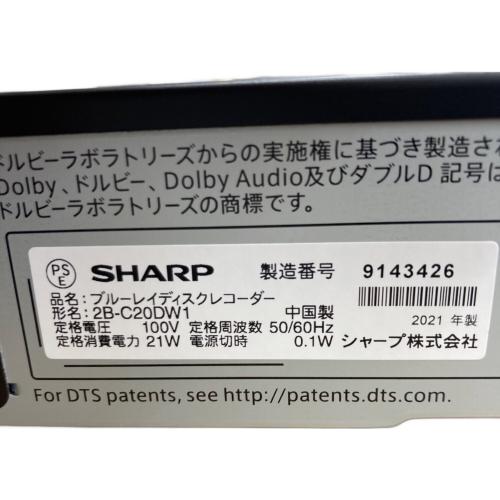 ドルビーラボラトリーズからの実施権に基づき製造され
Dolby、ドルビー、Dolby Audio及びダブルD 記号は
ドルビーラボラトリーズの商標です。
PS
E
SHARP 製造番号 9143426
品名：ブルーレイディスクレコーダー
形名：2B-C20DW1 中国製
定格電圧 100V 定格周波数 50/60Hz 2021 年製
定格消費電力 21W 電源切時 0.1W シャープ株式会社
For DTS patents, see http://patents.dts.com.